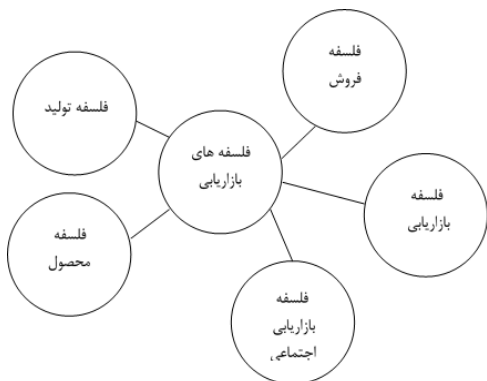 فلسفه
فروش
فلسفه تولید
فلسفه های
بازاریابی
فلسفه
بازاریابی
فلسفه
محصول
فلسفه
بازاریابی
اجتماعی